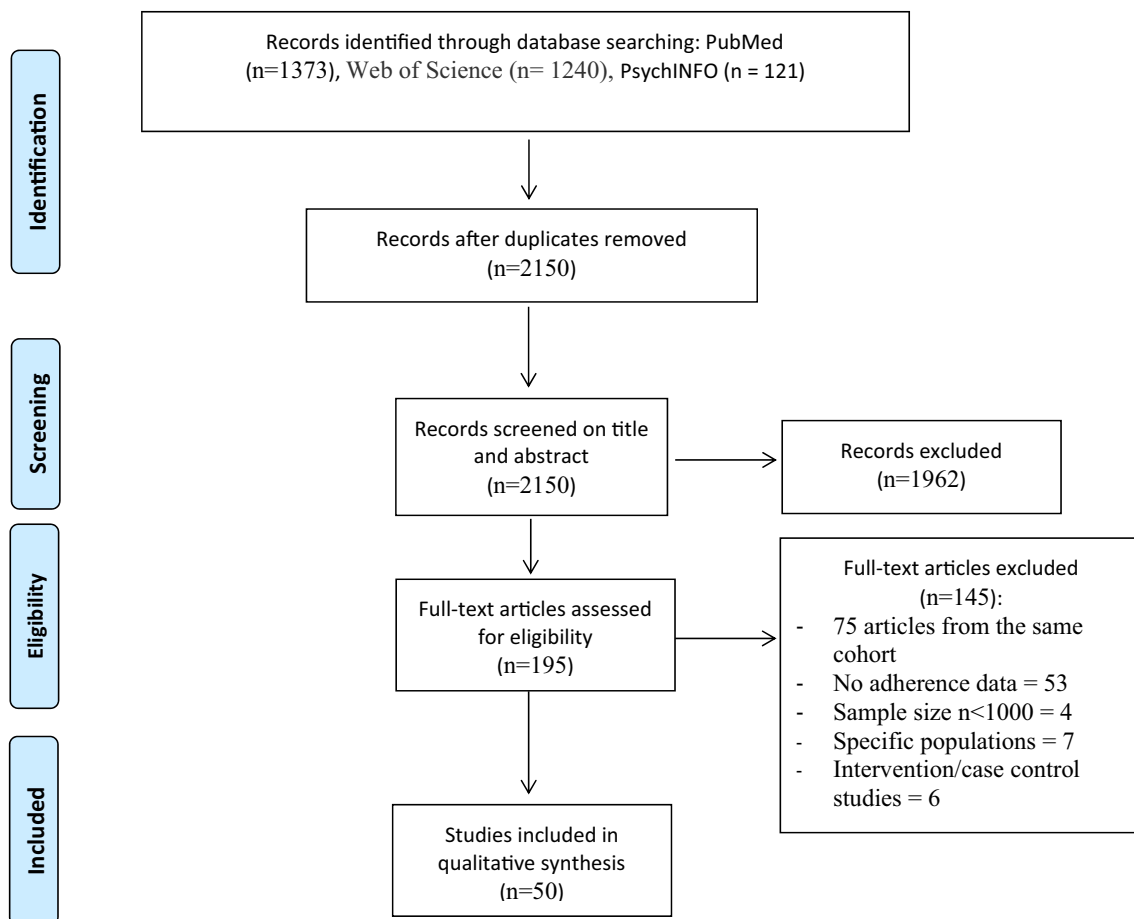 Identification
Records identified through database searching: PubMed
(n=1373), Web of Science (n= 1240), PsychINFO (n = 121)
Records after duplicates removed
(n=2150)
Screening
Records screened on title
and abstract
(n=2150)
Records excluded
(n=1962)
Eligibility
Full-text articles assessed
for eligibility
(n=195)
Full-text articles excluded
(n=145):
- 75 articles from the same
cohort
- No adherence data = 53
- Sample size n<1000 = 4
- Specific populations = 7
- Intervention/case control
studies = 6
Included
Studies included in
qualitative synthesis
(n=50)